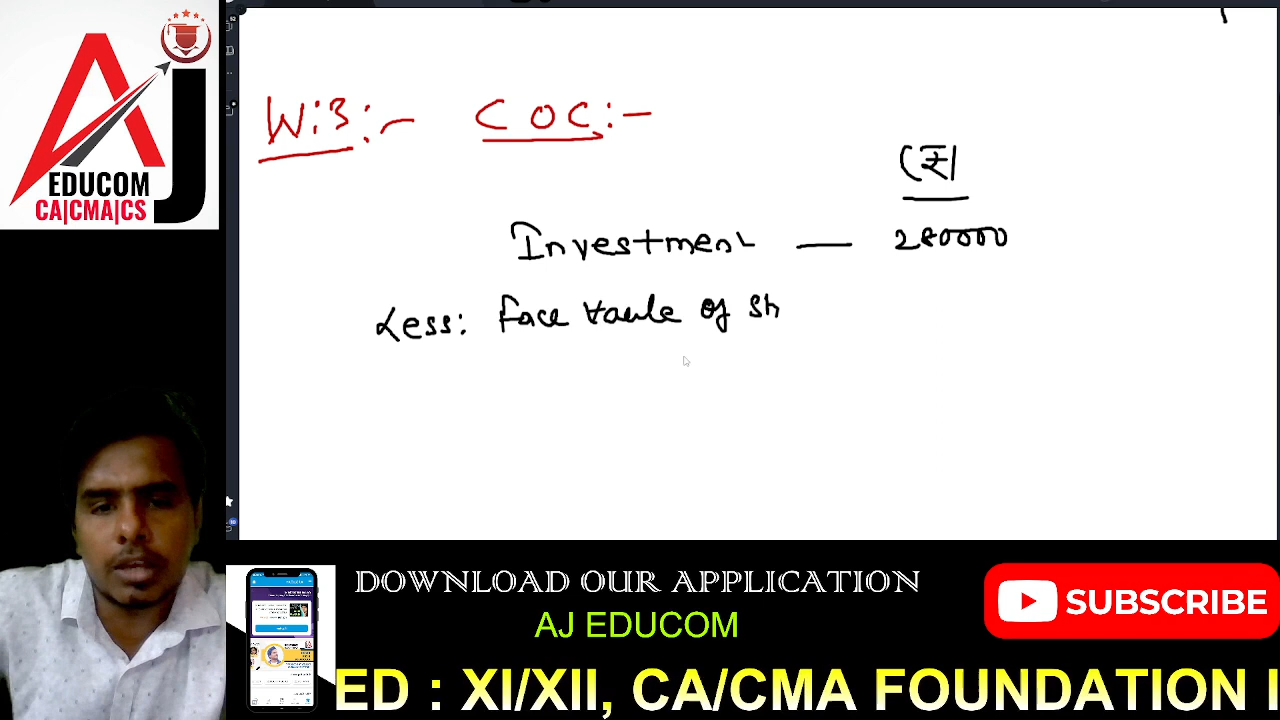 AJ
EDUCOM
CA|CMA|CS
W:3:- COC:-
(₹)
Investment — 280000
Less: Face Vaule of Sh
DOWNLOAD OUR APPLICATION
AJ EDUCOM
SUBSCRIBE
ED : XI/XII, CA/CMA FOUNDATION I